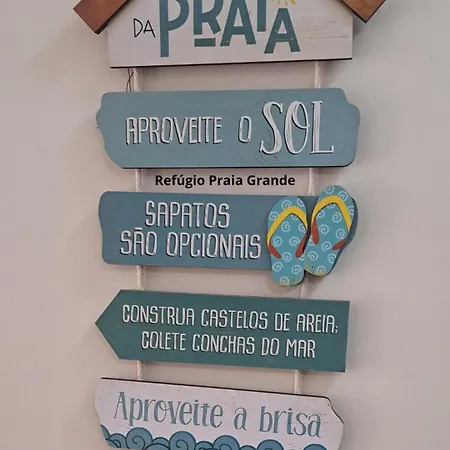 DA PRAIA
APROVEITE O SOL
Refúgio Praia Grande
SAPATOS
SÃO OPCIONAIS
CONSTRUA CASTELOS DE AREIA;
COLETE CONCHAS DO MAR
Aproveite a brisa